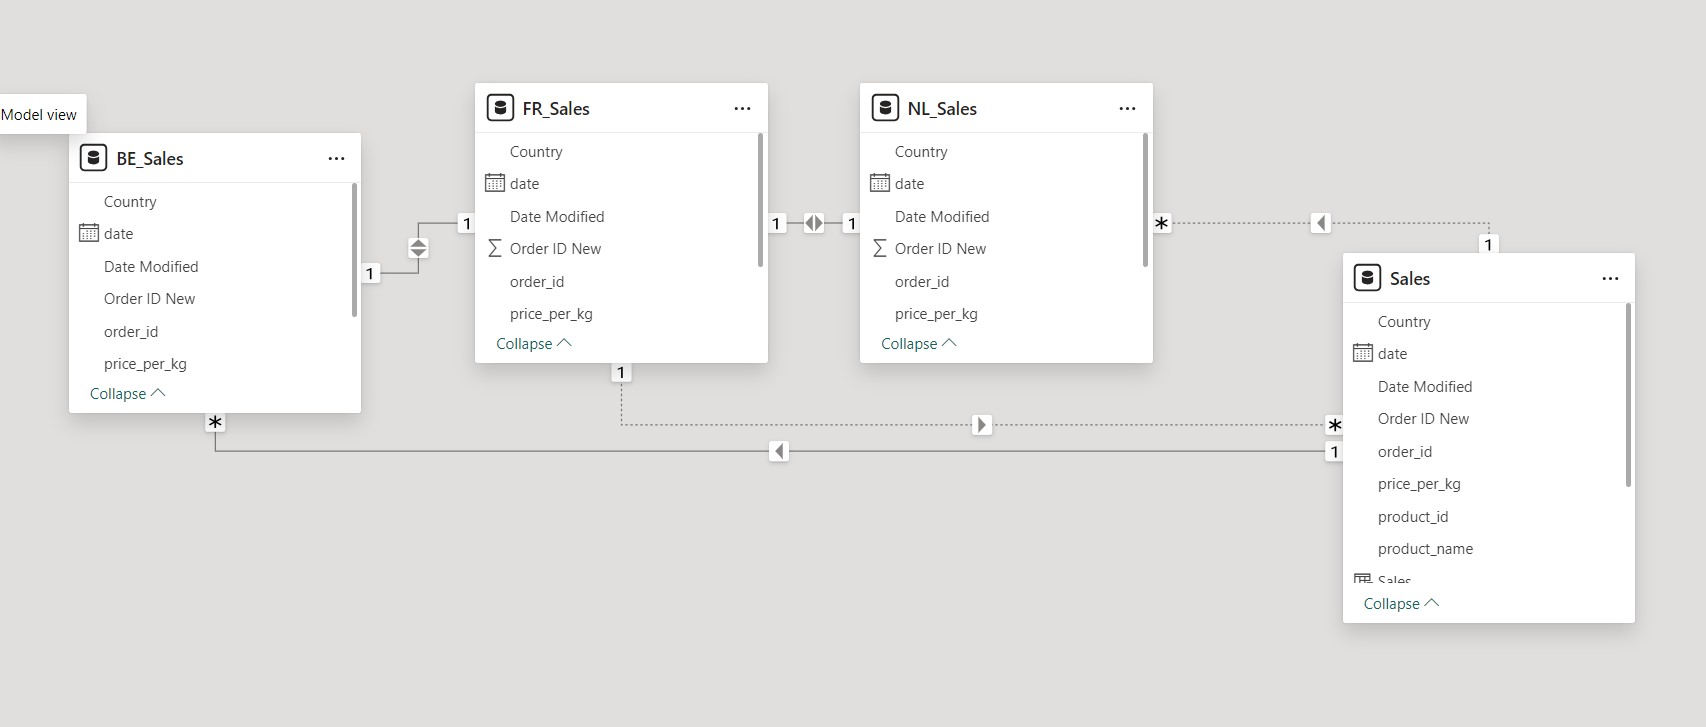 Model view
BE_Sales
Country
date
Date Modified
Order ID New
order_id
price_per_kg
Collapse
1
*
FR_Sales
Country
date
Date Modified
Order ID New
order_id
price_per_kg
Collapse
1
1
1
NL_Sales
Country
date
Date Modified
Order ID New
order_id
price_per_kg
Collapse
1
*
Sales
Country
date
Date Modified
Order ID New
order_id
price_per_kg
product_id
product_name
Sales
Collapse
1
*
1